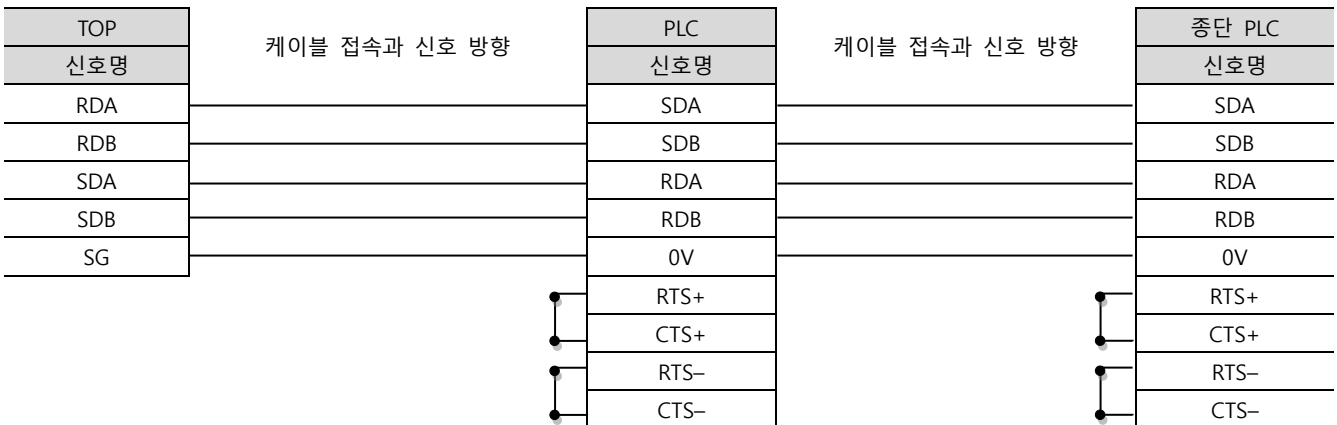 TOP 케이블 접속과 신호 방향 PLC 케이블 접속과 신호 방향 종단 PLC
신호명 신호명 신호명
RDA SDA SDA
RDB SDB SDB
SDA RDA RDA
SDB RDB RDB
SG 0V 0V
RTS+ RTS+
CTS+ CTS+
RTS– RTS–
CTS– CTS–